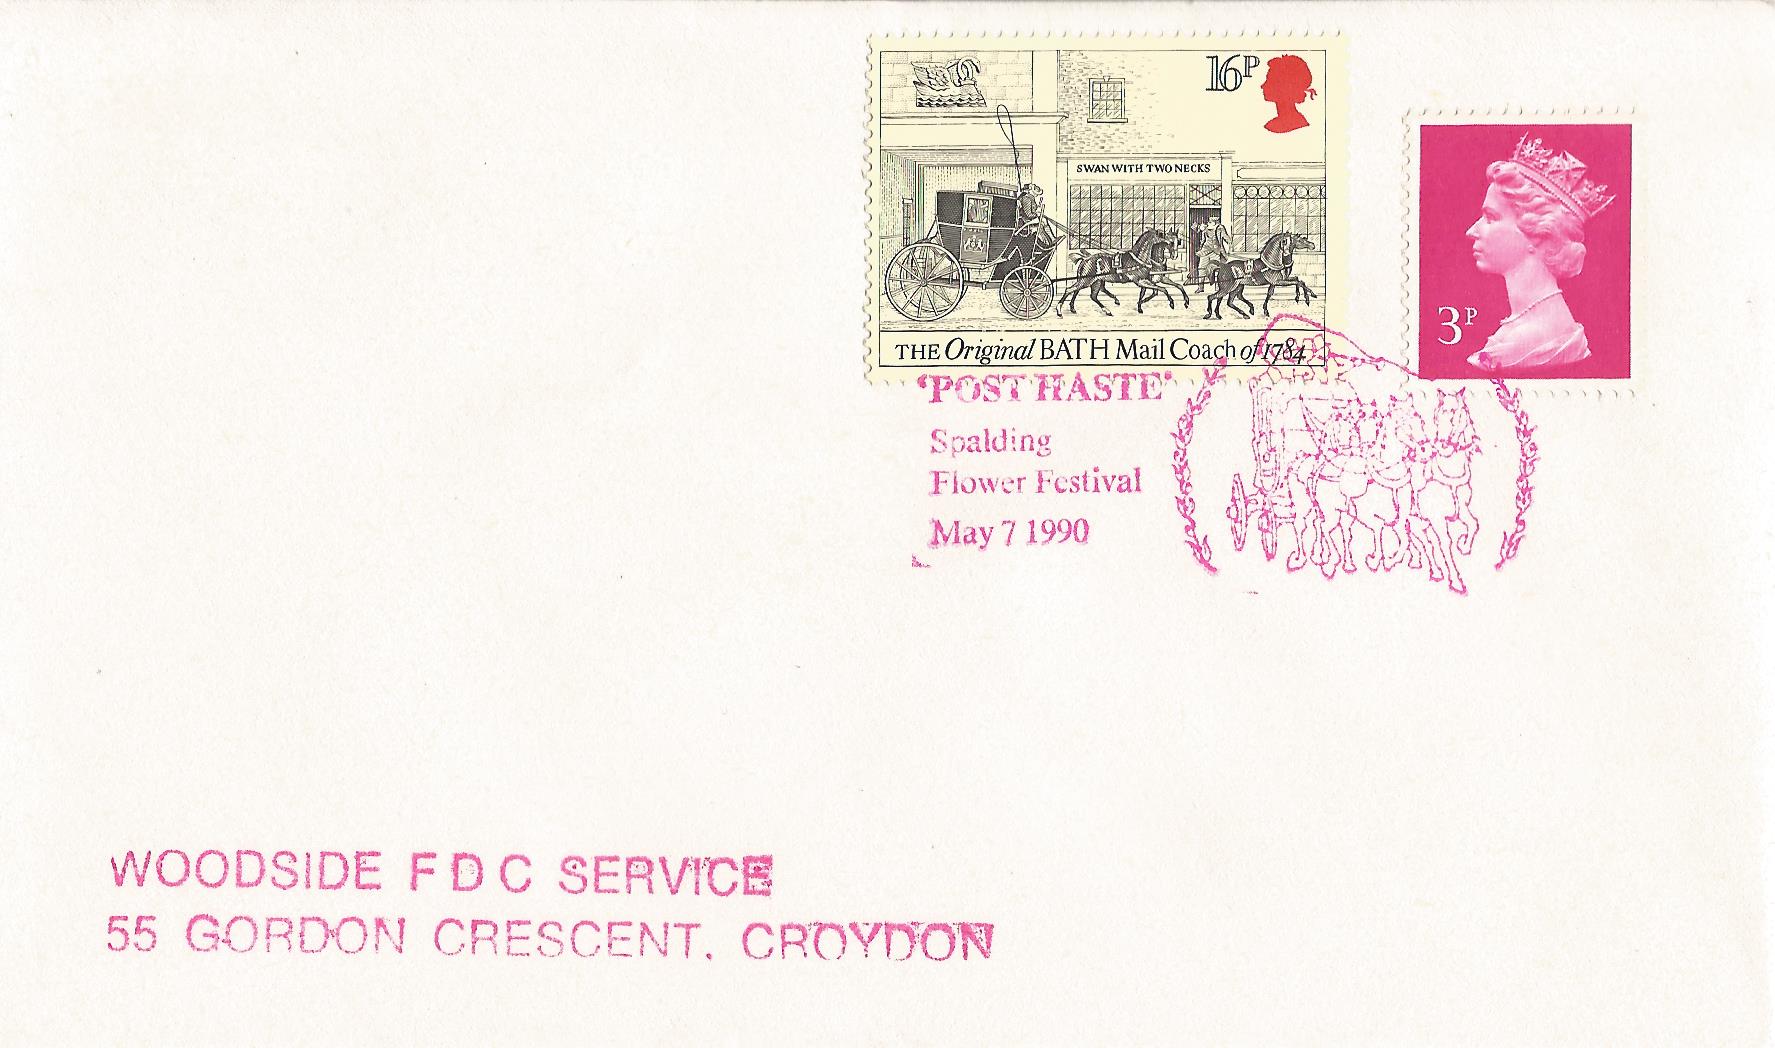 16P
SWAN WITH TWO NECKS
THE Original BATH Mail Coach of 1784
3P
'POST HASTE'
Spalding
Flower Festival
May 7 1990
WOODSIDE F D C SERVICE
55 GORDON CRESCENT, CROYDON